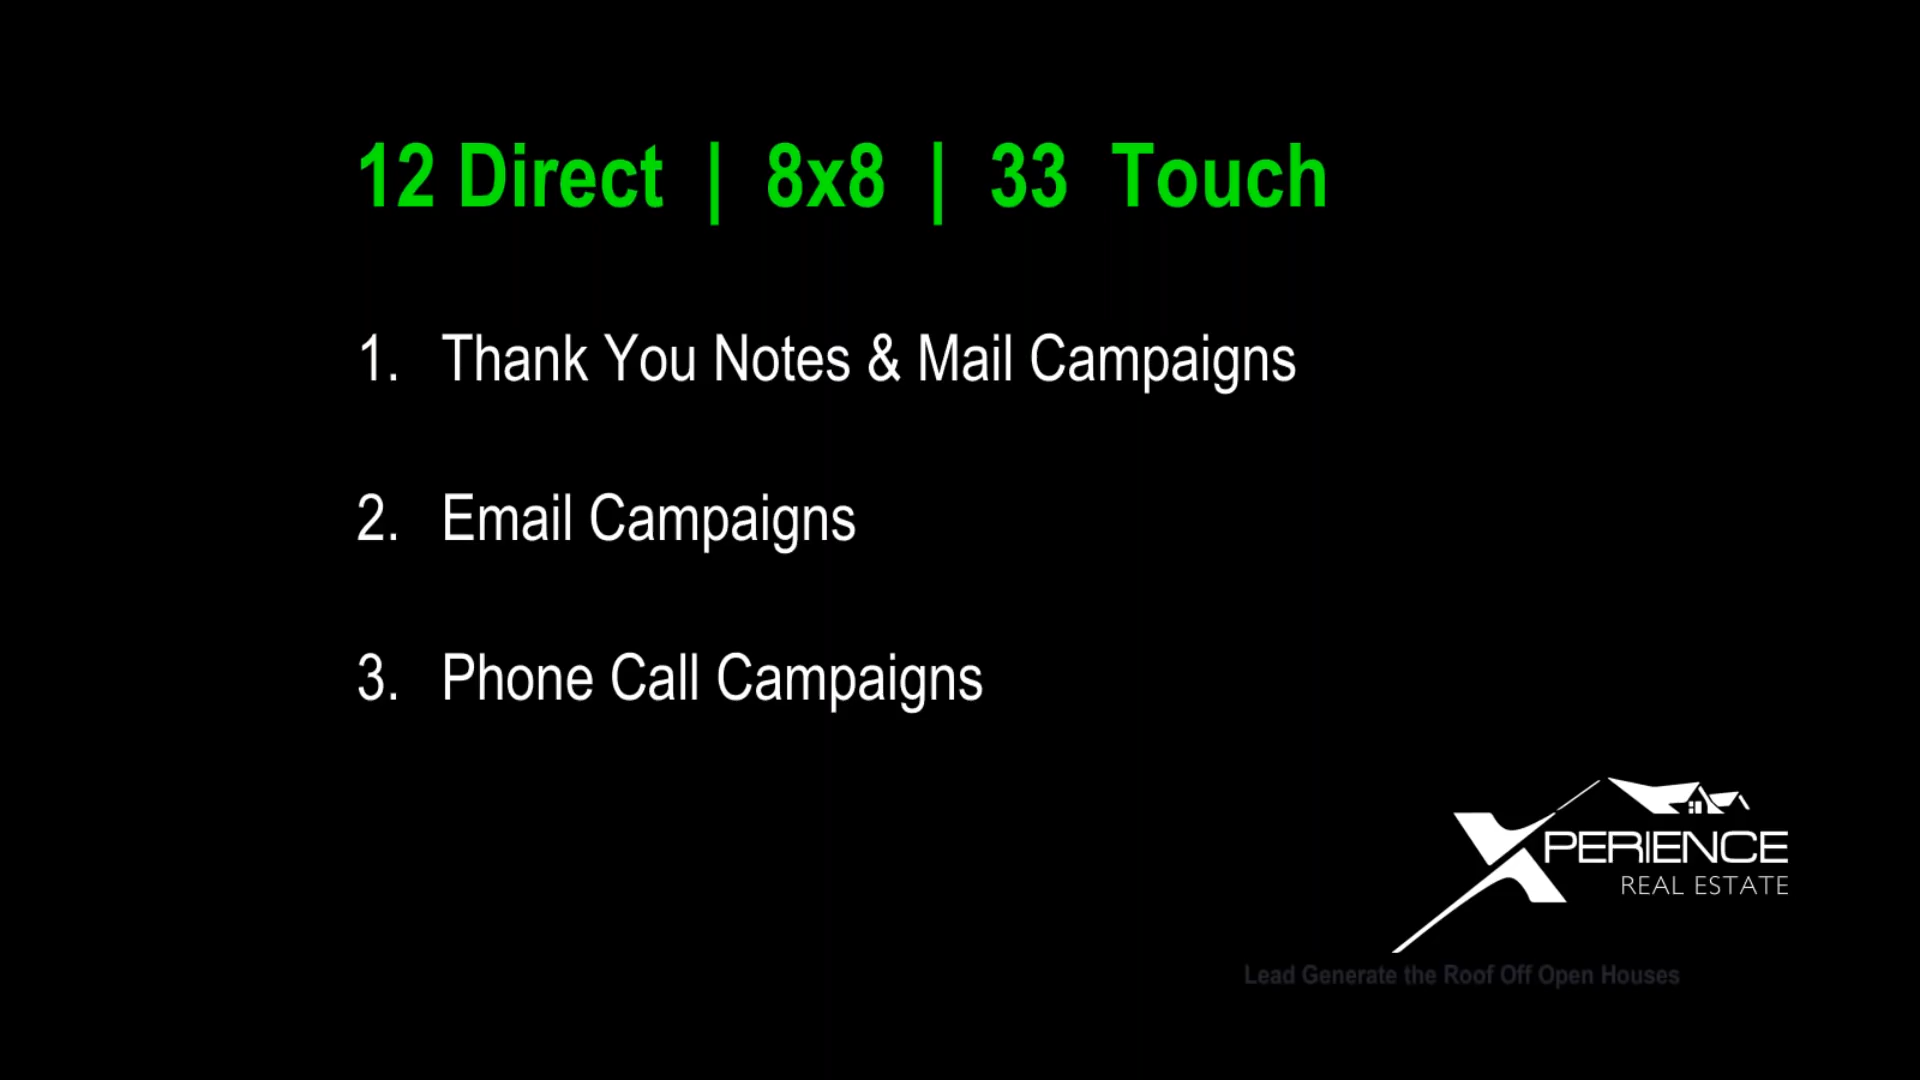 12 Direct | 8x8 | 33 Touch
1. Thank You Notes & Mail Campaigns
2. Email Campaigns
3. Phone Call Campaigns
XPERIENCE
REAL ESTATE
Lead Generate the Roof Off Open Houses